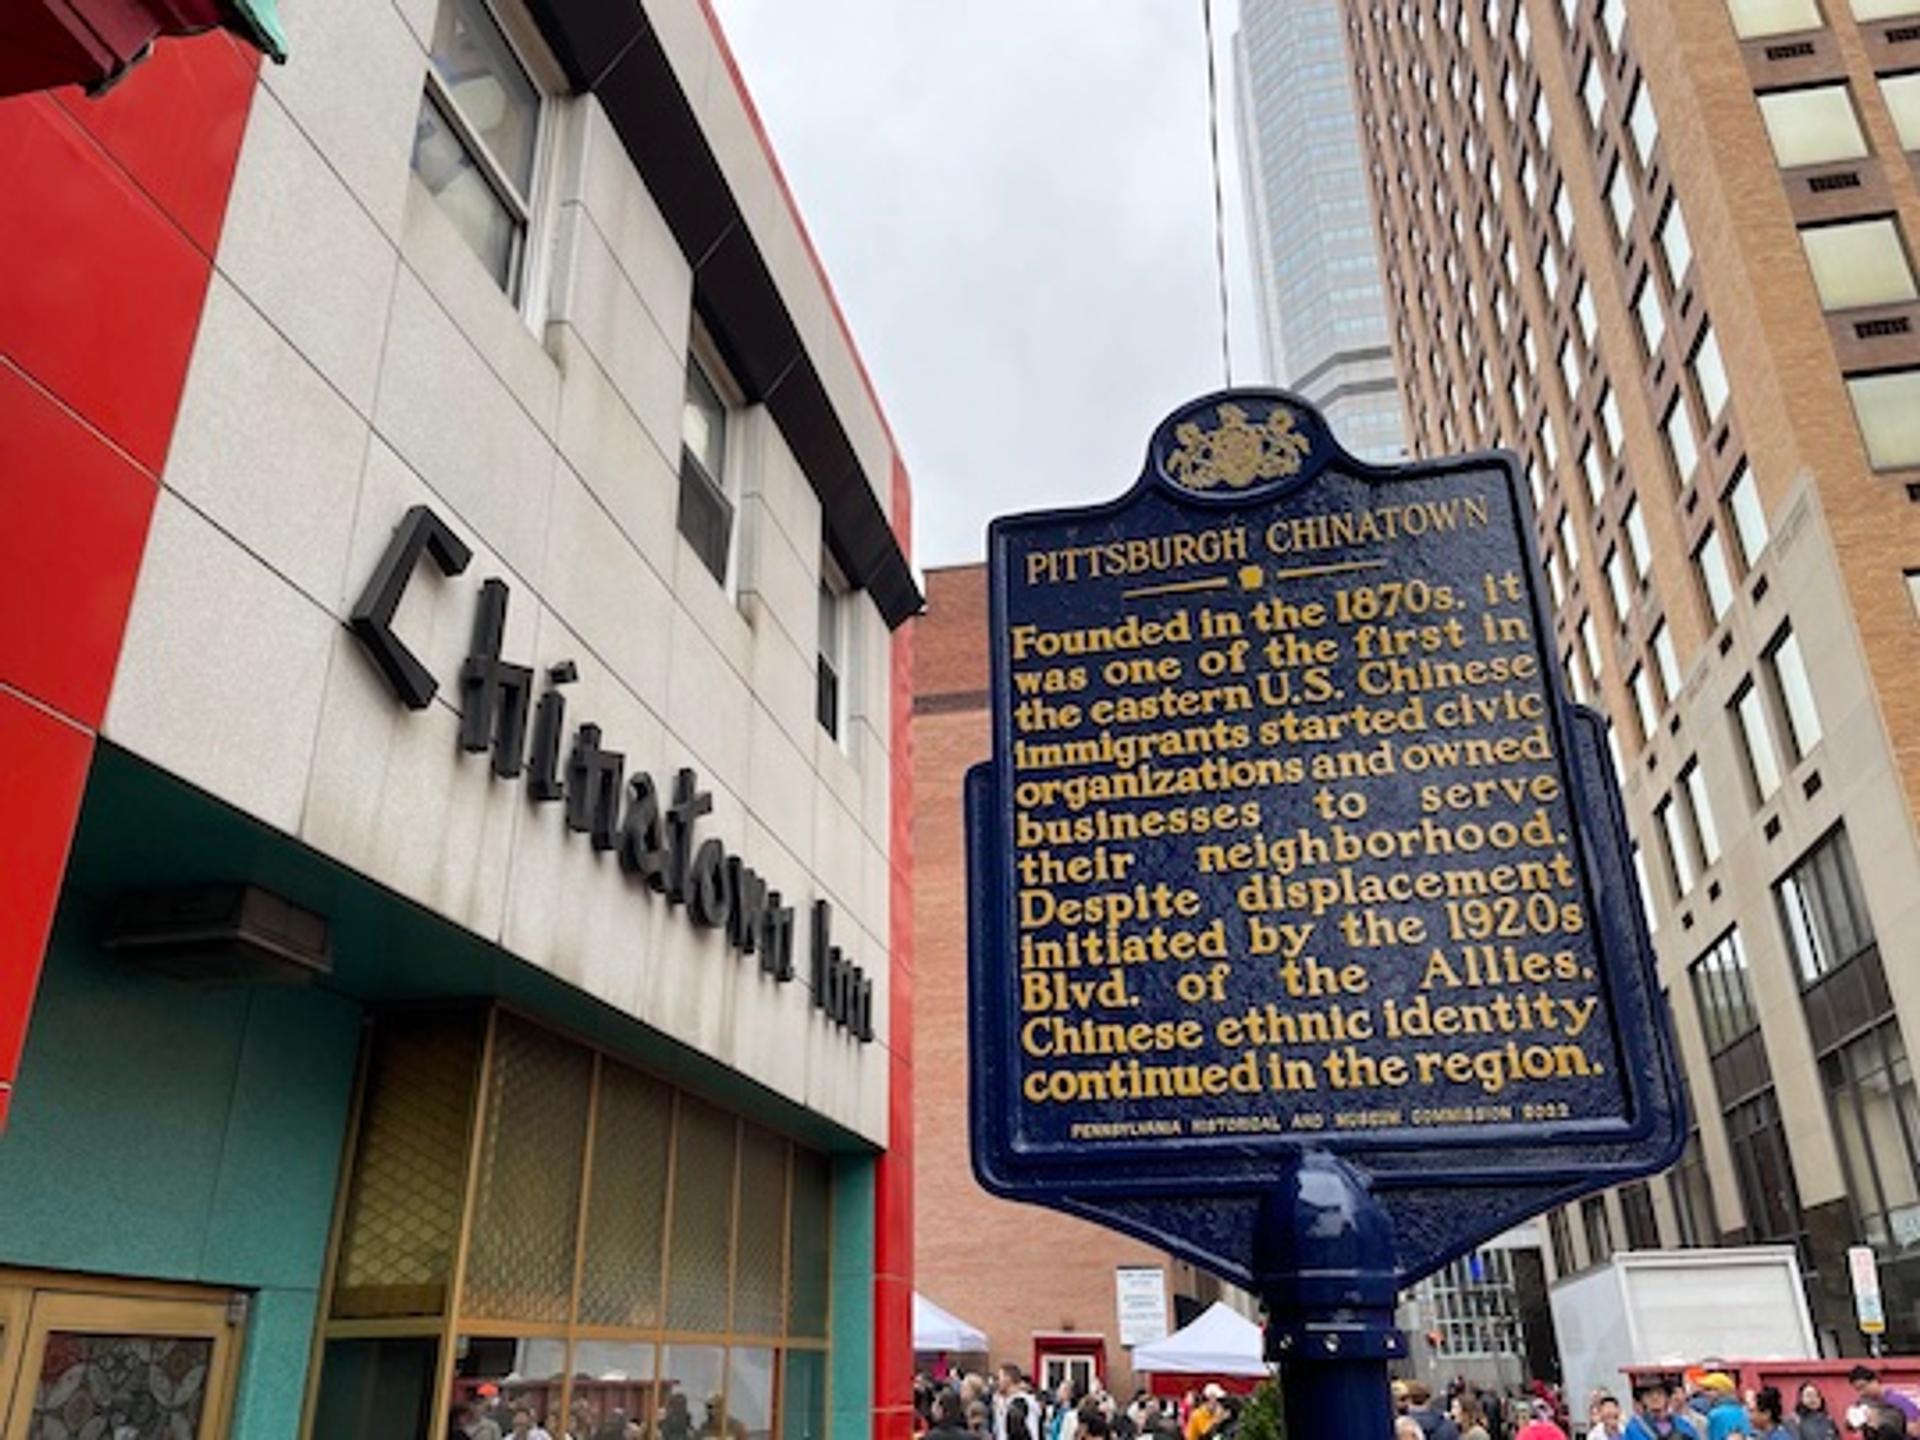 Chinatown Inn
PITTSBURGH CHINATOWN
Founded in the 1870s, it
was one of the first in
the eastern U.S. Chinese
immigrants started civic
organizations and owned
businesses to serve
their neighborhood.
Despite displacement
initiated by the 1920s
Blvd. of the Allies,
Chinese ethnic identity
continued in the region.
PENNSYLVANIA HISTORICAL AND MUSEUM COMMISSION 2022